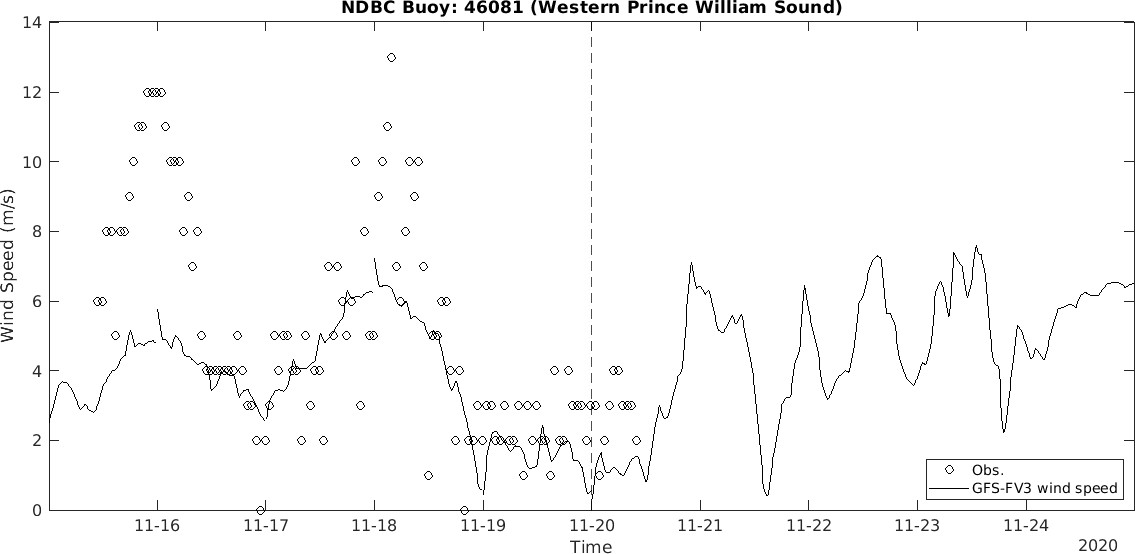 NDBC Buoy: 46081 (Western Prince William Sound)
14
12
10
8
6
4
2
0
Wind Speed (m/s)
Obs.
GFS-FV3 wind speed
11-16 11-17 11-18 11-19 11-20 11-21 11-22 11-23 11-24
Time
2020